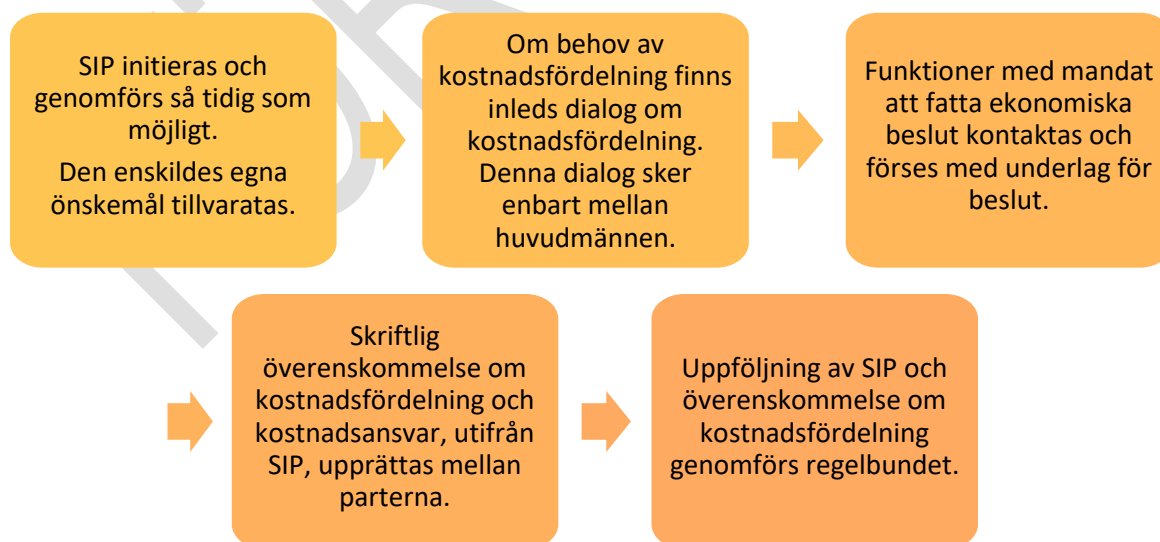 SIP initieras och
genomförs så tidig som
möjligt.
Den enskildes egna
önskemål tillvaratas.
Om behov av
kostnadsfördelning finns
inleds dialog om
kostnadsfördelning.
Denna dialog sker
enbart mellan
huvudmännen.
Funktioner med mandat
att fatta ekonomiska
beslut kontaktas och
förses med underlag för
beslut.
Skriftlig
överenskommelse om
kostnadsfördelning och
kostnadsansvar, utifrån
SIP, upprättas mellan
parterna.
Uppföljning av SIP och
överenskommelse om
kostnadsfördelning
genomförs regelbundet.